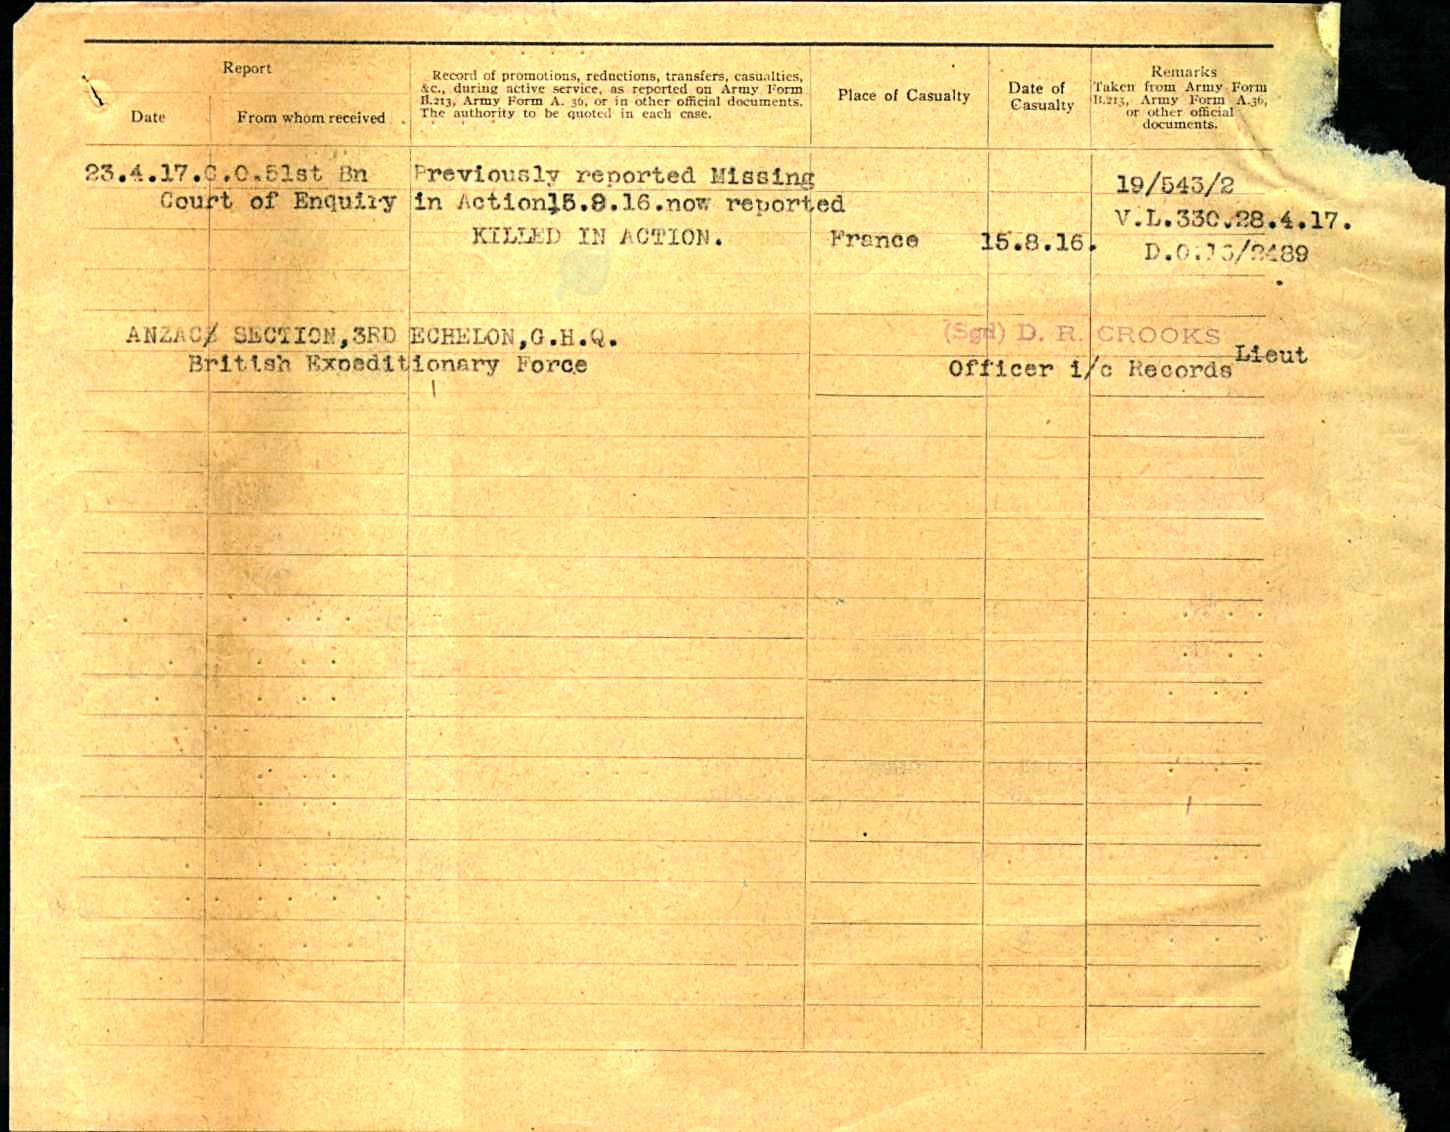 Report
Date
From whom received
Record of promotions, reductions, transfers, casualties,
&c., during active service, as reported on Army Form
B.213, Army Form A. 36, or in other official documents.
The authority to be quoted in each case.
Place of Casualty
Date of
Casualty
Remarks
Taken from Army Form
B.213, Army Form A.36,
or other official
documents.
23.4.17. C.O.51st Bn Previously reported Missing
Court of Enquiry in Action 15.8.16.now reported
KILLED IN ACTION. France 15.8.16.
19/543/2
V.L.330.28.4.17.
ANZAC SECTION,3RD ECHELON,G.H.Q.
British Expeditionary Force
(Sgd) D. R. CROOKS
Lieut
Officer i/c Records